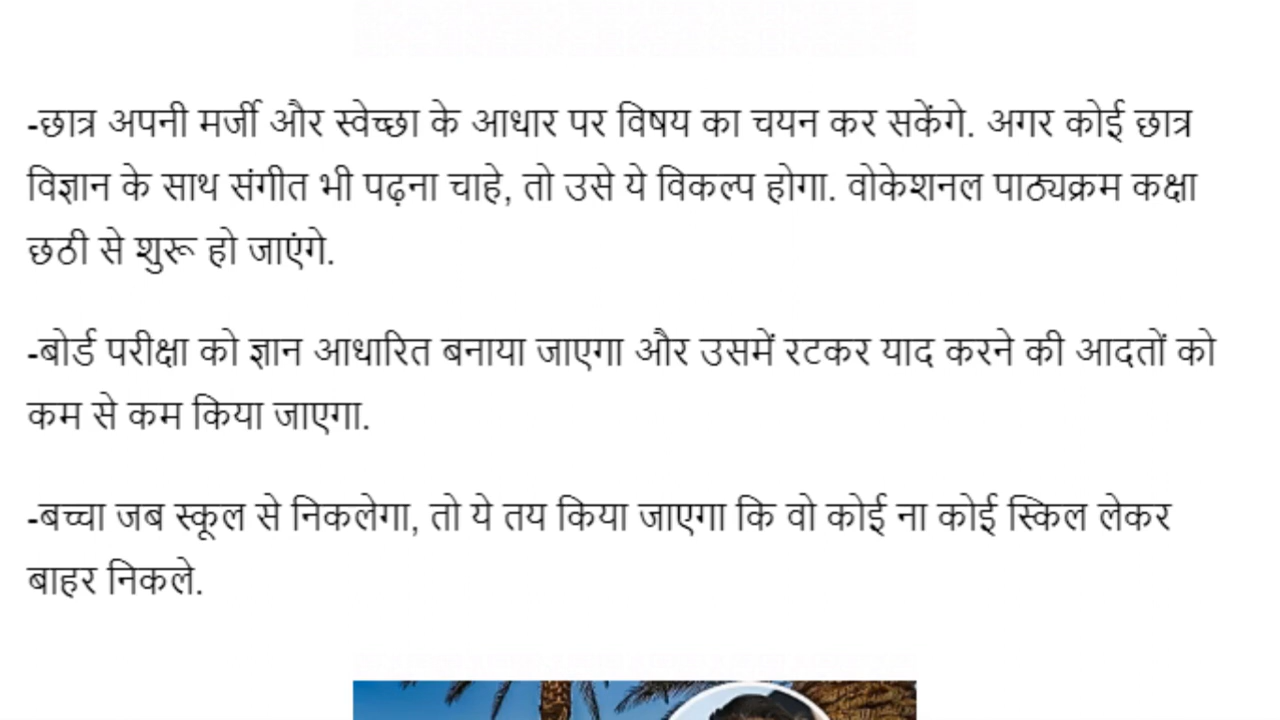 -छात्र अपनी मर्जी और स्वेच्छा के आधार पर विषय का चयन कर सकेंगे. अगर कोई छात्र
विज्ञान के साथ संगीत भी पढ़ना चाहे, तो उसे ये विकल्प होगा. वोकेशनल पाठ्यक्रम कक्षा
छठी से शुरू हो जाएंगे.
-बोर्ड परीक्षा को ज्ञान आधारित बनाया जाएगा और उसमें रटकर याद करने की आदतों को
कम से कम किया जाएगा.
-बच्चा जब स्कूल से निकलेगा, तो ये तय किया जाएगा कि वो कोई ना कोई स्किल लेकर
बाहर निकले.